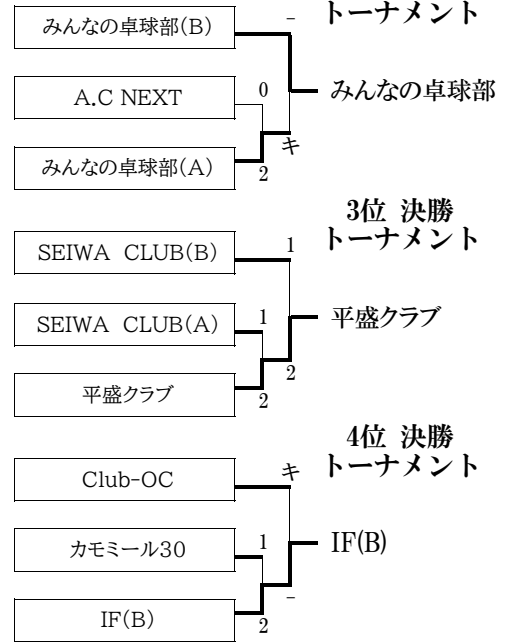 トーナメント
みんなの卓球部(B)
-
みんなの卓球部
A.C NEXT
0
キ
みんなの卓球部(A)
2
3位 決勝
トーナメント
SEIWA CLUB(B)
1
平盛クラブ
SEIWA CLUB(A)
1
2
平盛クラブ
2
4位 決勝
トーナメント
Club-OC
キ
IF(B)
カモミール30
1
-
IF(B)
2